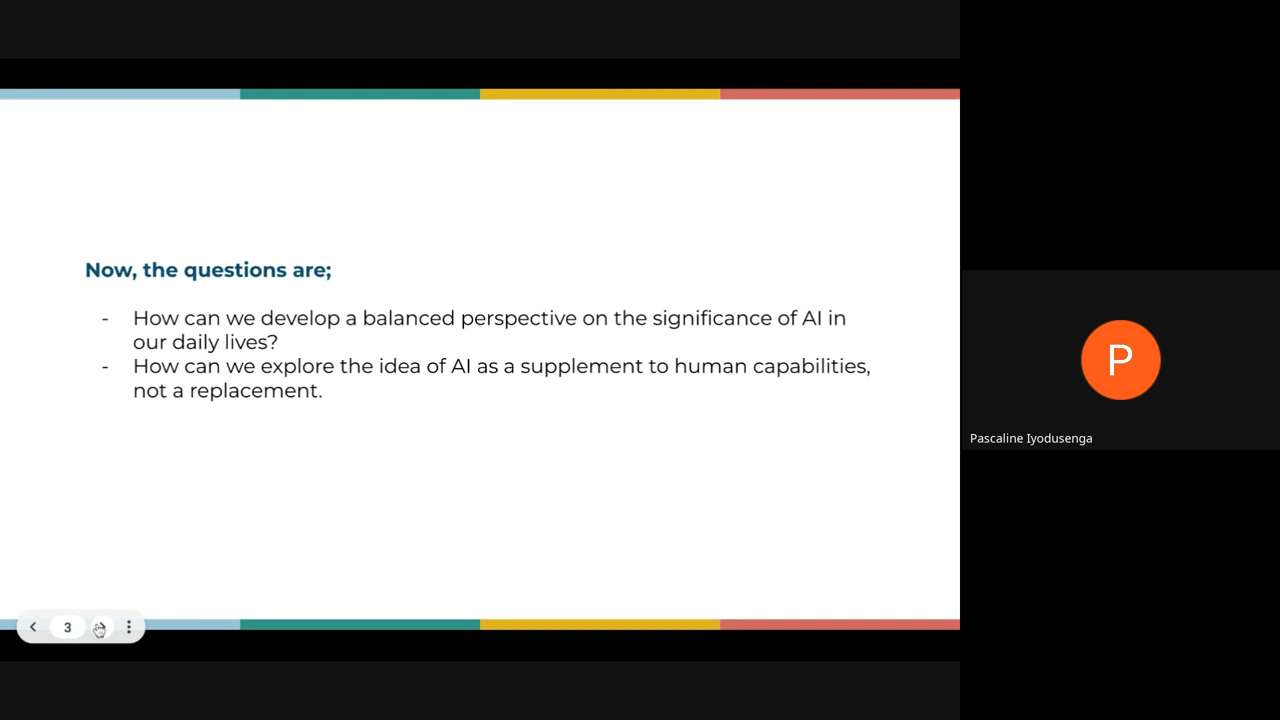 Now, the questions are;
- How can we develop a balanced perspective on the significance of AI in
our daily lives?
- How can we explore the idea of AI as a supplement to human capabilities,
not a replacement.
P
Pascaline Iyodusenga
3